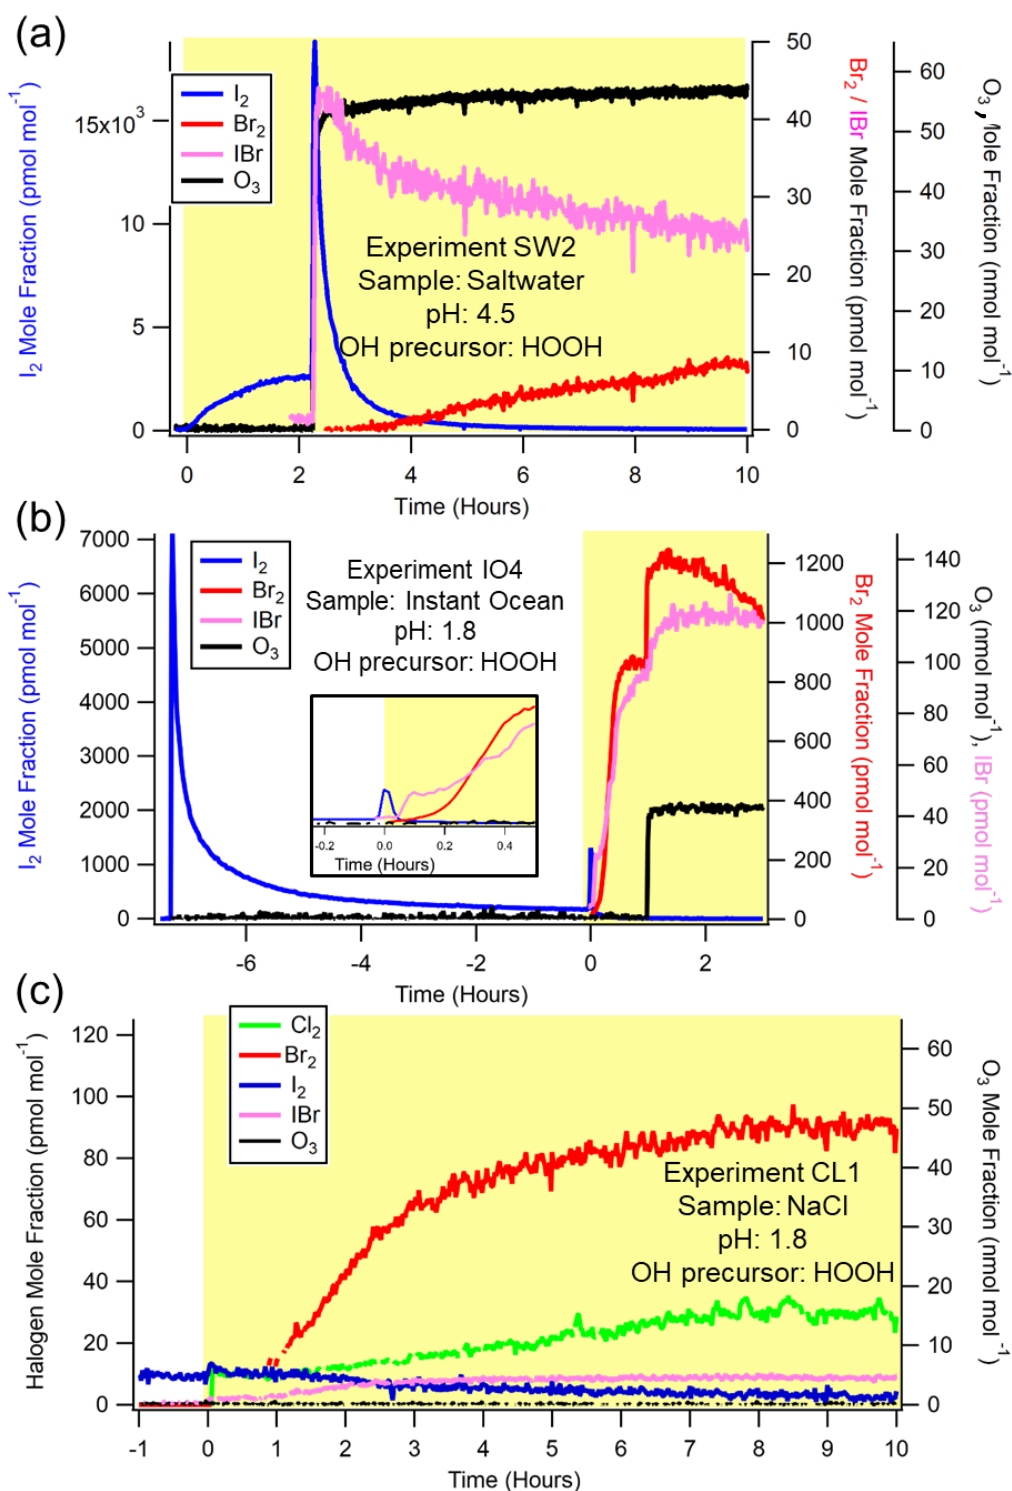 (a)
I2
Br2
IBr
O3
I2 Mole Fraction (pmol mol-1)
15x10³
10
5
0
50
40
30
20
10
0
Br2 / IBr Mole Fraction (pmol mol-1)
60
50
40
30
20
10
0
O3 Mole Fraction (nmol mol-1)
Experiment SW2
Sample: Saltwater
pH: 4.5
OH precursor: HOOH
0 2 4 6 8 10
Time (Hours)
(b)
I2
Br2
IBr
O3
I2 Mole Fraction (pmol mol-1)
7000
6000
5000
4000
3000
2000
1000
0
Experiment IO4
Sample: Instant Ocean
pH: 1.8
OH precursor: HOOH
-0.2 0.0 0.2 0.4
Time (Hours)
1200
1000
800
600
400
200
0
Br2 Mole Fraction (pmol mol-1)
140
120
100
80
60
40
20
0
O3 (nmol mol-1), IBr (pmol mol-1)
-6 -4 -2 0 2
Time (Hours)
(c)
Cl2
Br2
I2
IBr
O3
Halogen Mole Fraction (pmol mol-1)
120
100
80
60
40
20
0
Experiment CL1
Sample: NaCl
pH: 1.8
OH precursor: HOOH
60
50
40
30
20
10
0
O3 Mole Fraction (nmol mol-1)
-1 0 1 2 3 4 5 6 7 8 9 10
Time (Hours)